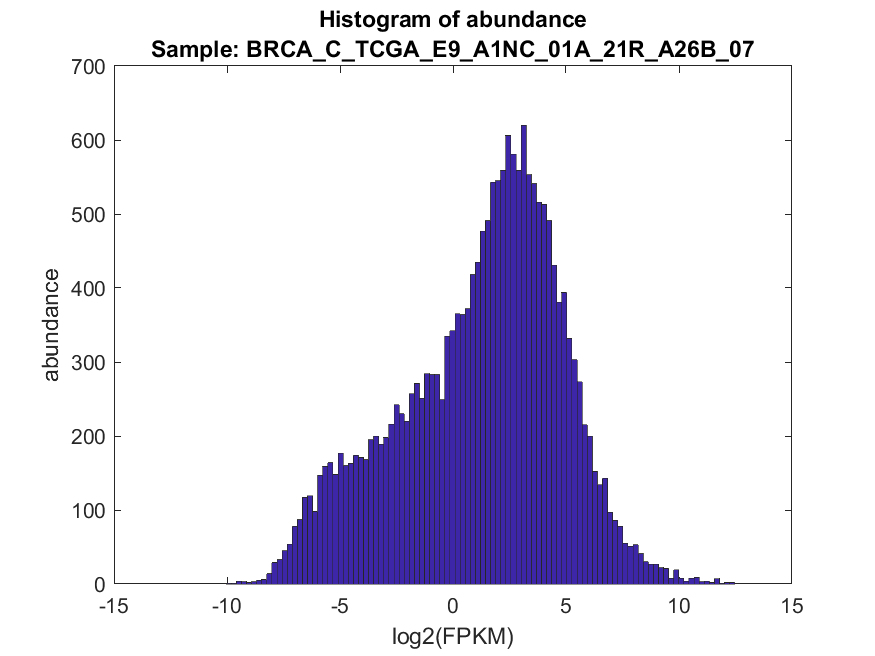 Histogram of abundance
Sample: BRCA_C_TCGA_E9_A1NC_01A_21R_A26B_07
700
600
500
400
300
200
100
0
abundance
-15 -10 -5 0 5 10 15
log2(FPKM)